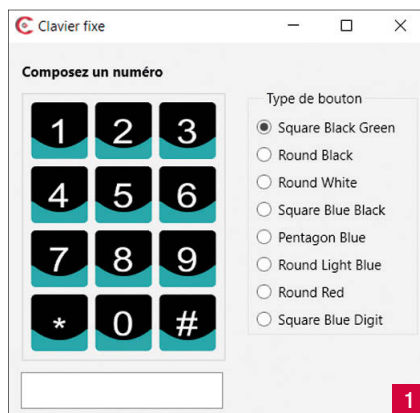 Clavier fixe
Composez un numéro
1 2 3
4 5 6
7 8 9
* 0 #
Type de bouton
Square Black Green
Round Black
Round White
Square Blue Black
Pentagon Blue
Round Light Blue
Round Red
Square Blue Digit
1